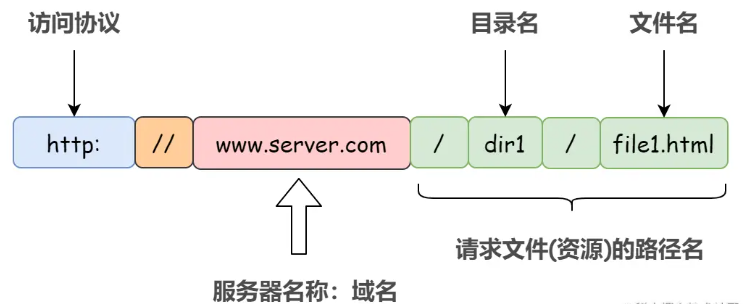 访问协议 目录名 文件名
http: // www.server.com / dir1 / file1.html
请求文件(资源)的路径名
服务器名称：域名